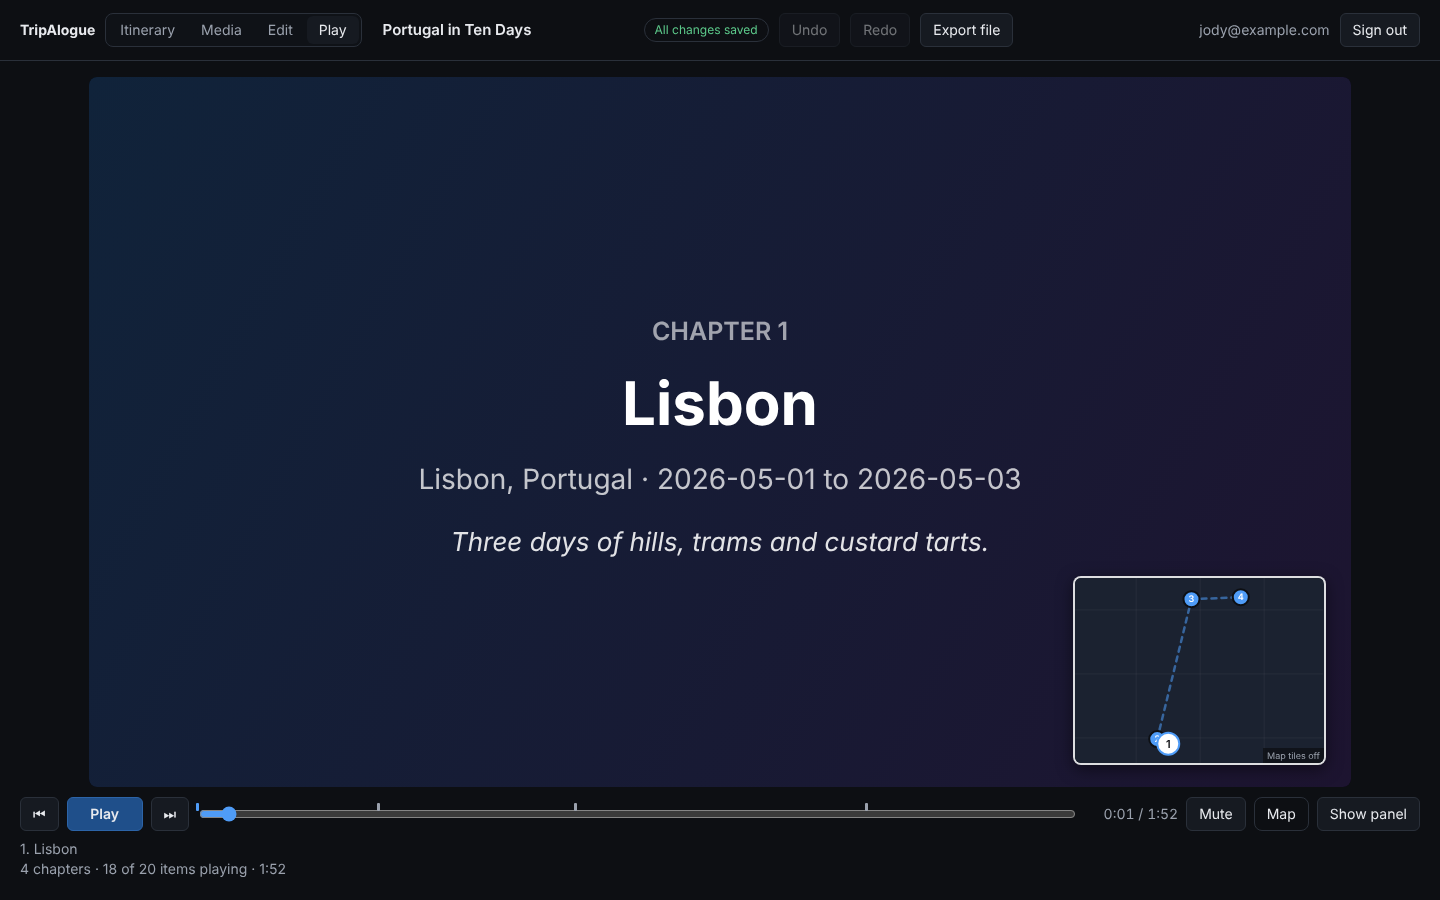 TripAlogue Itinerary Media Edit Play Portugal in Ten Days All changes saved Undo Redo Export file jody@example.com Sign out
CHAPTER 1
Lisbon
Lisbon, Portugal · 2026-05-01 to 2026-05-03
Three days of hills, trams and custard tarts.
3 4
1
Map tiles off
Play 0:01 / 1:52 Mute Map Show panel
1. Lisbon
4 chapters · 18 of 20 items playing · 1:52